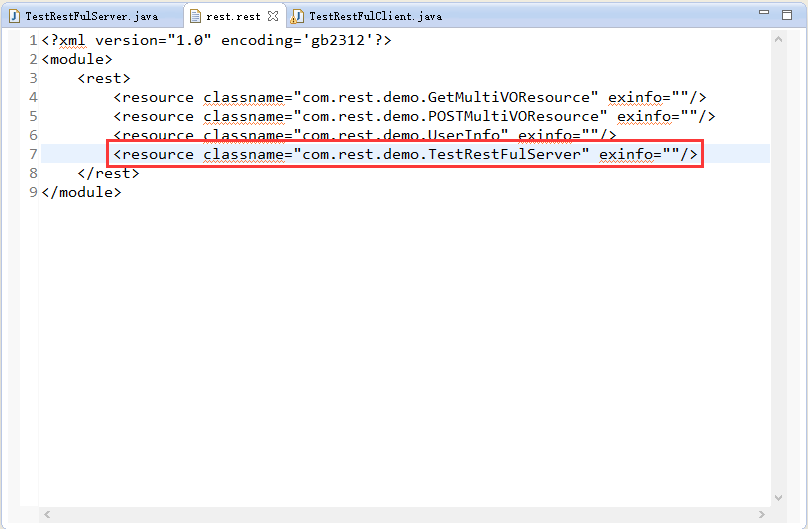 TestRestFulServer.java rest.rest TestRestFulClient.java
1 <?xml version="1.0" encoding='gb2312'?>
2 <module>
3 <rest>
4 <resource classname="com.rest.demo.GetMultiVOResource" exinfo=""/>
5 <resource classname="com.rest.demo.POSTMultiVOResource" exinfo=""/>
6 <resource classname="com.rest.demo.UserInfo" exinfo=""/>
7 <resource classname="com.rest.demo.TestRestFulServer" exinfo=""/>
8 </rest>
9 </module>